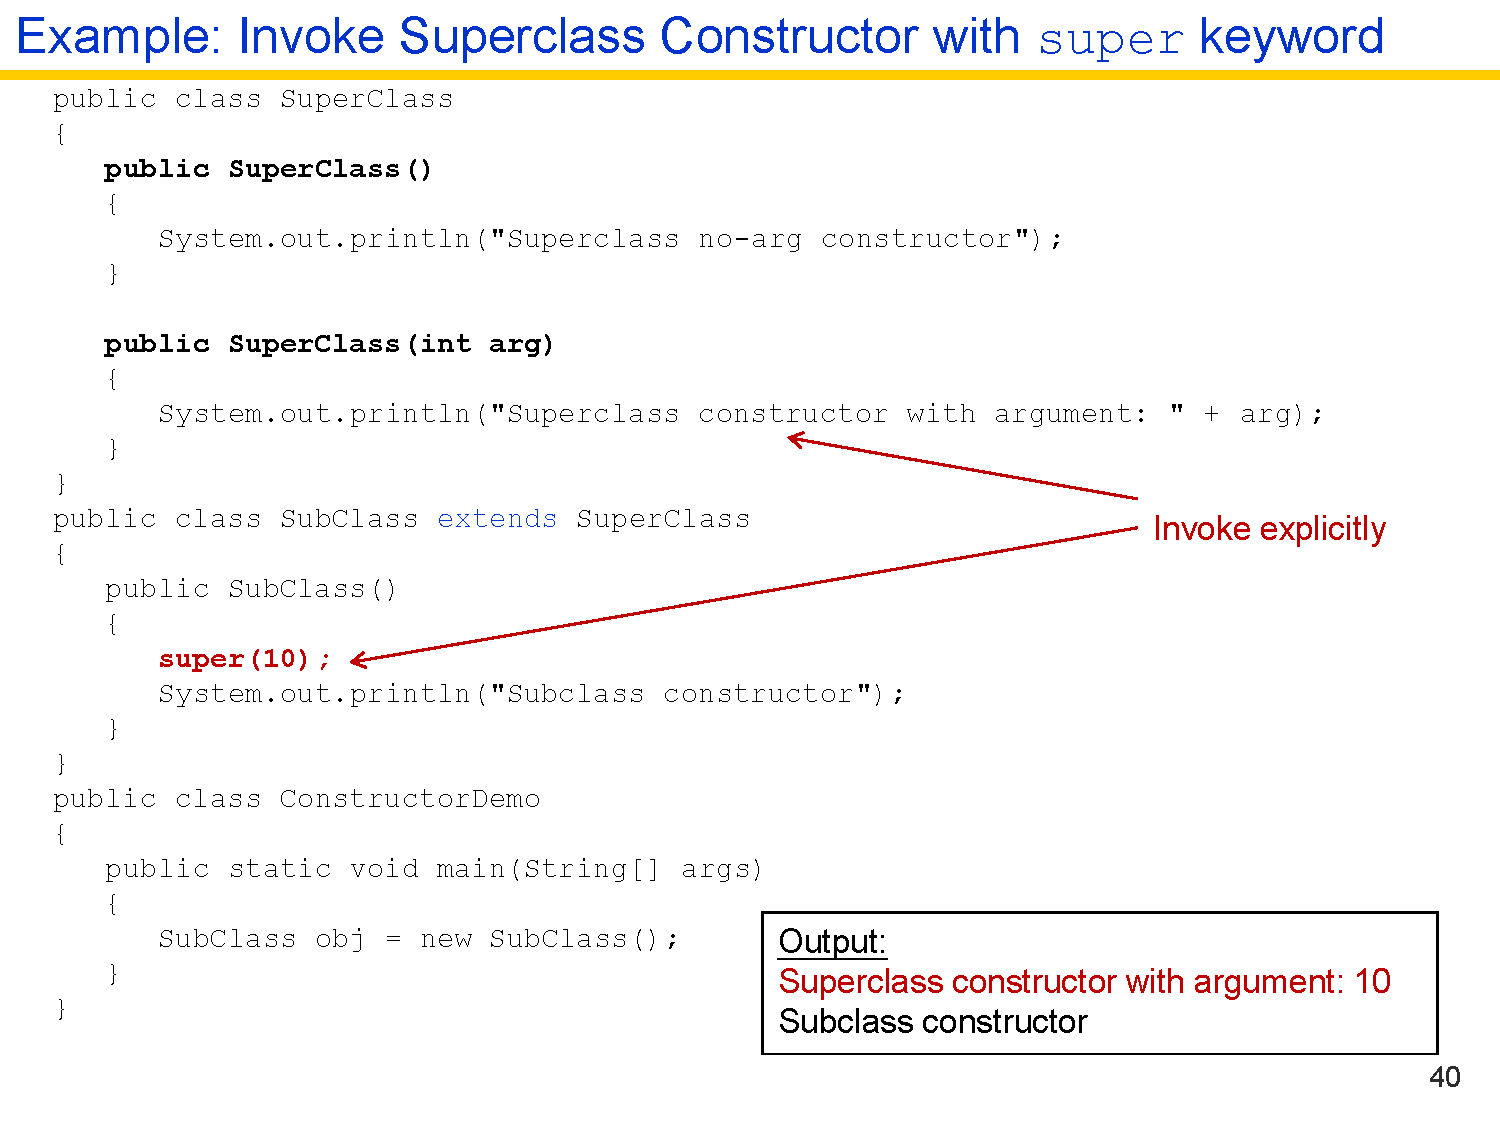 Example: Invoke Superclass Constructor with super keyword
public class SuperClass
{
   public SuperClass()
   {
      System.out.println("Superclass no-arg constructor");
   }

   public SuperClass(int arg)
   {
      System.out.println("Superclass constructor with argument: " + arg);
   }
}
public class SubClass extends SuperClass
Invoke explicitly
{
   public SubClass()
   {
      super(10);
      System.out.println("Subclass constructor");
   }
}
public class ConstructorDemo
{
   public static void main(String[] args)
   {
      SubClass obj = new SubClass();
   }
}
Output:
Superclass constructor with argument: 10
Subclass constructor
40